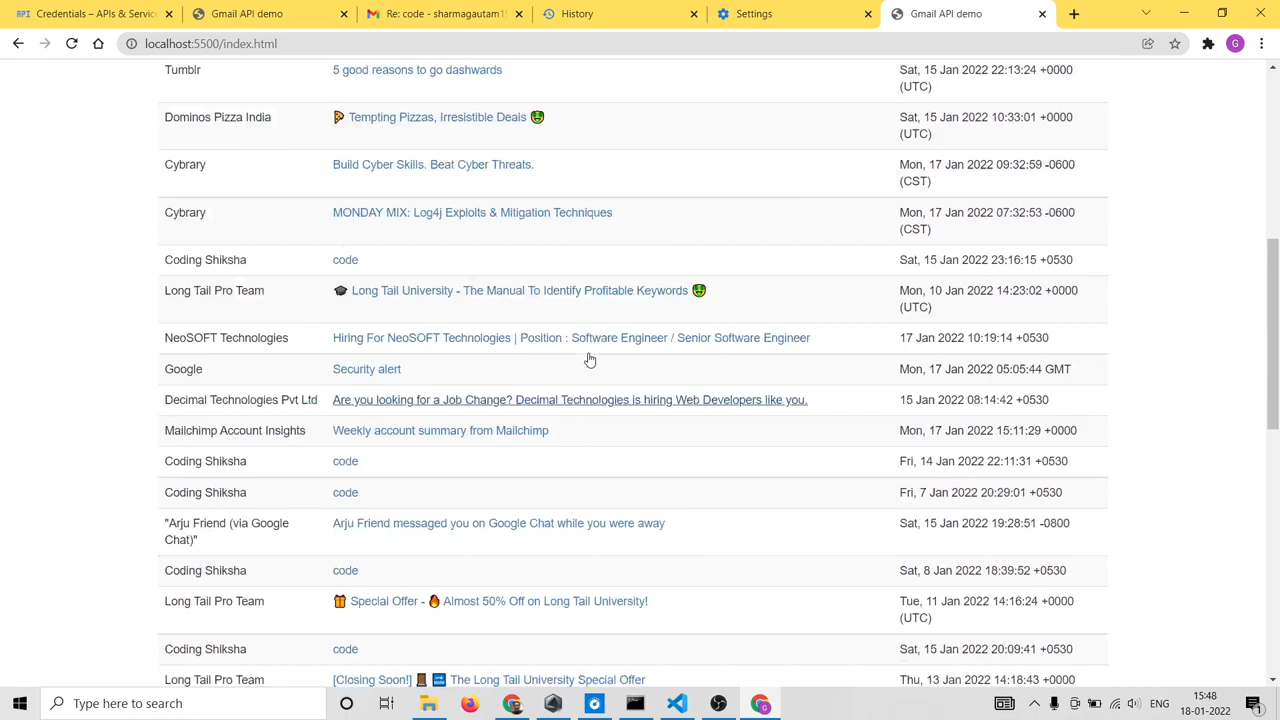 Credentials – APIs & Service
Gmail API demo
Re: code - sharmagautam1
History
Settings
Gmail API demo
localhost:5500/index.html
G
Tumblr
5 good reasons to go dashwards
Sat, 15 Jan 2022 22:13:24 +0000
(UTC)
Dominos Pizza India
🍕 Tempting Pizzas, Irresistible Deals 🤑
Sat, 15 Jan 2022 10:33:01 +0000
(UTC)
Cybrary
Build Cyber Skills. Beat Cyber Threats.
Mon, 17 Jan 2022 09:32:59 -0600
(CST)
Cybrary
MONDAY MIX: Log4j Exploits & Mitigation Techniques
Mon, 17 Jan 2022 07:32:53 -0600
(CST)
Coding Shiksha
code
Sat, 15 Jan 2022 23:16:15 +0530
Long Tail Pro Team
🎓 Long Tail University - The Manual To Identify Profitable Keywords 🤑
Mon, 10 Jan 2022 14:23:02 +0000
(UTC)
NeoSOFT Technologies
Hiring For NeoSOFT Technologies | Position : Software Engineer / Senior Software Engineer
17 Jan 2022 10:19:14 +0530
Google
Security alert
Mon, 17 Jan 2022 05:05:44 GMT
Decimal Technologies Pvt Ltd
Are you looking for a Job Change? Decimal Technologies is hiring Web Developers like you.
15 Jan 2022 08:14:42 +0530
Mailchimp Account Insights
Weekly account summary from Mailchimp
Mon, 17 Jan 2022 15:11:29 +0000
Coding Shiksha
code
Fri, 14 Jan 2022 22:11:31 +0530
Coding Shiksha
code
Fri, 7 Jan 2022 20:29:01 +0530
"Arju Friend (via Google
Chat)"
Arju Friend messaged you on Google Chat while you were away
Sat, 15 Jan 2022 19:28:51 -0800
Coding Shiksha
code
Sat, 8 Jan 2022 18:39:52 +0530
Long Tail Pro Team
🎁 Special Offer - 🔥 Almost 50% Off on Long Tail University!
Tue, 11 Jan 2022 14:16:24 +0000
(UTC)
Coding Shiksha
code
Sat, 15 Jan 2022 20:09:41 +0530
Long Tail Pro Team
[Closing Soon!] 🚪 🔜 The Long Tail University Special Offer
Thu, 13 Jan 2022 14:18:43 +0000
Type here to search
ENG
15:48
18-01-2022